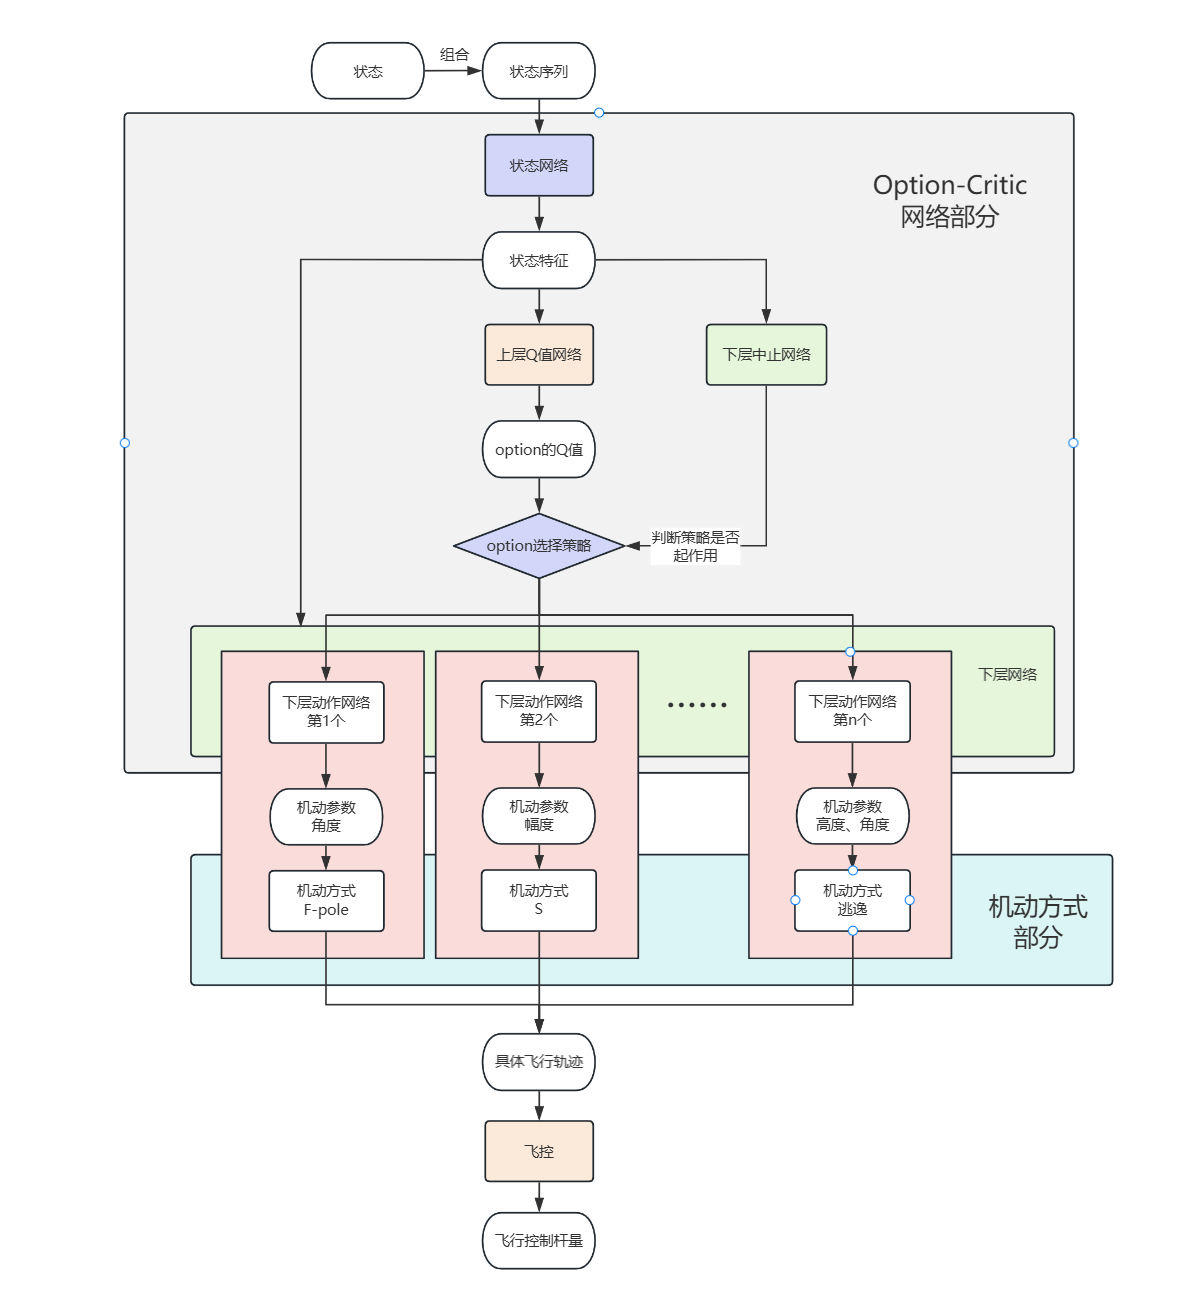 状态
组合
状态序列
状态网络
Option-Critic
网络部分
状态特征
上层Q值网络
下层中止网络
option的Q值
option选择策略
判断策略是否
起作用
下层网络
下层动作网络
第1个
下层动作网络
第2个
······
下层动作网络
第n个
机动参数
角度
机动参数
幅度
机动参数
高度、角度
机动方式
F-pole
机动方式
S
机动方式
逃逸
机动方式
部分
具体飞行轨迹
飞控
飞行控制杆量